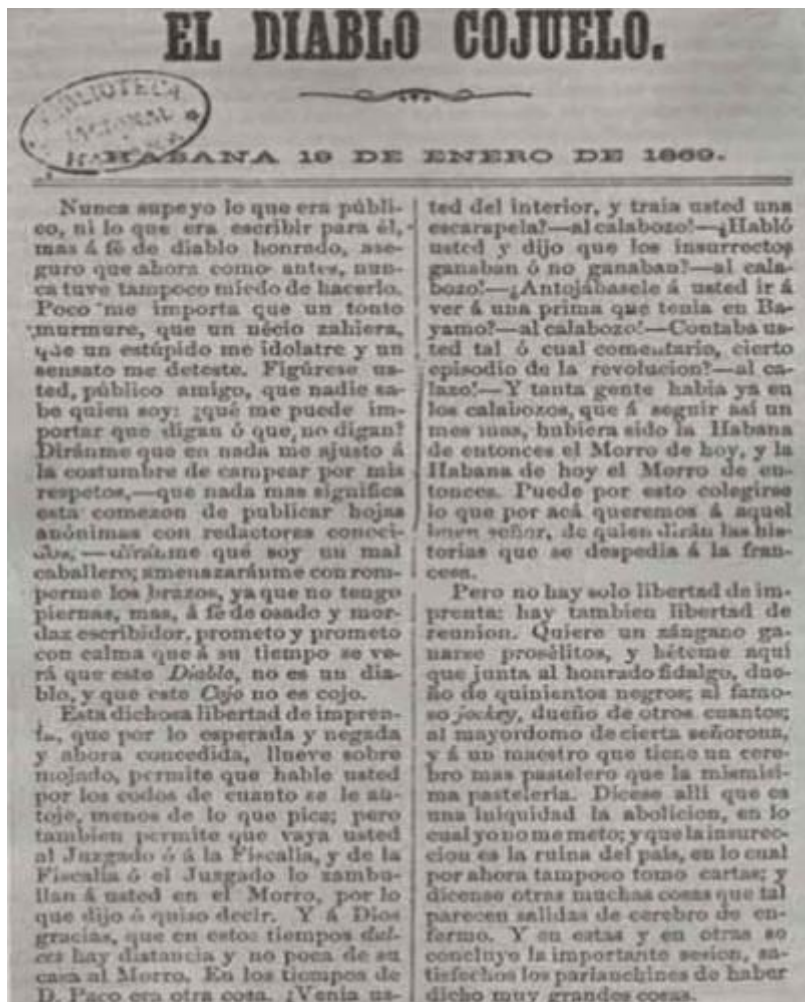 EL DIABLO COJUELO.
BIBLIOTECA
NACIONAL
HABANA
HABANA 19 DE ENERO DE 1869.
Nunca supe yo lo que era públi-
co, ni lo que era escribir para él,
mas á fé de diablo honrado, ase-
guro que ahora como antes, nun-
ca tuve tampoco miedo de hacerlo.
Poco me importa que un tonto
murmure, que un nécio zahiera,
que un estúpido me idolatre y un
sensato me deteste. Figúrese us-
ted, público amigo, que nadie sa-
be quien soy: ¿qué me puede im-
portar que digan ó que no digan?
Diránme que en nada me ajusto á
la costumbre de campear por mis
respetos,—que nada mas significa
esta comezon de publicar hojas
anónimas con redactores conoci-
dos,—diránme qué soy un mal
caballero; amenazaránme con rom-
perme los brazos, ya que no tengo
piernas, mas, á fé de osado y mor-
daz escribidor, prometo y prometo
con calma que á su tiempo se ve-
rá que este Diablo, no es un dia-
blo, y que este Cojo no es cojo.
Esta dichosa libertad de impren-
ta, que por lo esperada y negada
y ahora concedida, llueve sobre
mojado, permite que hable usted
por los codos de cuanto se le an-
toje, menos de lo que pica; pero
tambien permite que vaya usted
al Juzgado ó á la Fiscalía, y de la
Fiscalía ó el Juzgado lo zambu-
llan á usted en el Morro, por lo
que dijo ó quiso decir. Y á Dios
gracias, que en estos tiempos dul-
ces hay distancia y no poca de su
casa al Morro. En los tiempos de
D. Paco era otra cosa. ¿Venia us-
ted del interior, y traia usted una
escarapela?—al calabozo!—¿Habló
usted y dijo que los insurrectos
ganaban ó no ganaban?—al cala-
bozo!—¿Antojábasele á usted ir á
ver á una prima que tenia en Ba-
yamo?—al calabozo!—Contaba us-
ted tal ó cual comentario, cierto
episodio de la revolucion?—al ca-
lazo!—Y tanta gente habia ya en
los calabozos, que á seguir así un
mes mas, hubiera sido la Habana
de entonces el Morro de hoy, y la
Habana de hoy el Morro de en-
tonces. Puede por esto colegirse
lo que por acá queremos á aquel
buen señor, de quien dirán las his-
torias que se despedia á la fran-
cesa.
Pero no hay solo libertad de im-
prenta: hay tambien libertad de
reunion. Quiere un zángano ga-
narse prosélitos, y héteme aquí
que junta al honrado fidalgo, due-
ño de quinientos negros; al famo-
so jockey, dueño de otros cuantos;
al mayordomo de cierta señorona,
y á un maestro que tiene un cere-
bro mas pastelero que la mismísi-
ma pastelería. Dícese allí que es
una iniquidad la abolicion, en lo
cual yo no me meto; y que la insurec-
cion es la ruina del país, en lo cual
por ahora tampoco tomo cartas; y
dícense otras muchas cosas que tal
parecen salidas de cerebro de en-
fermo. Y en estas y en otras se
concluye la importante sesion, sa-
tisfechos los parlanchines de haber
dicho muy grandes cosas.